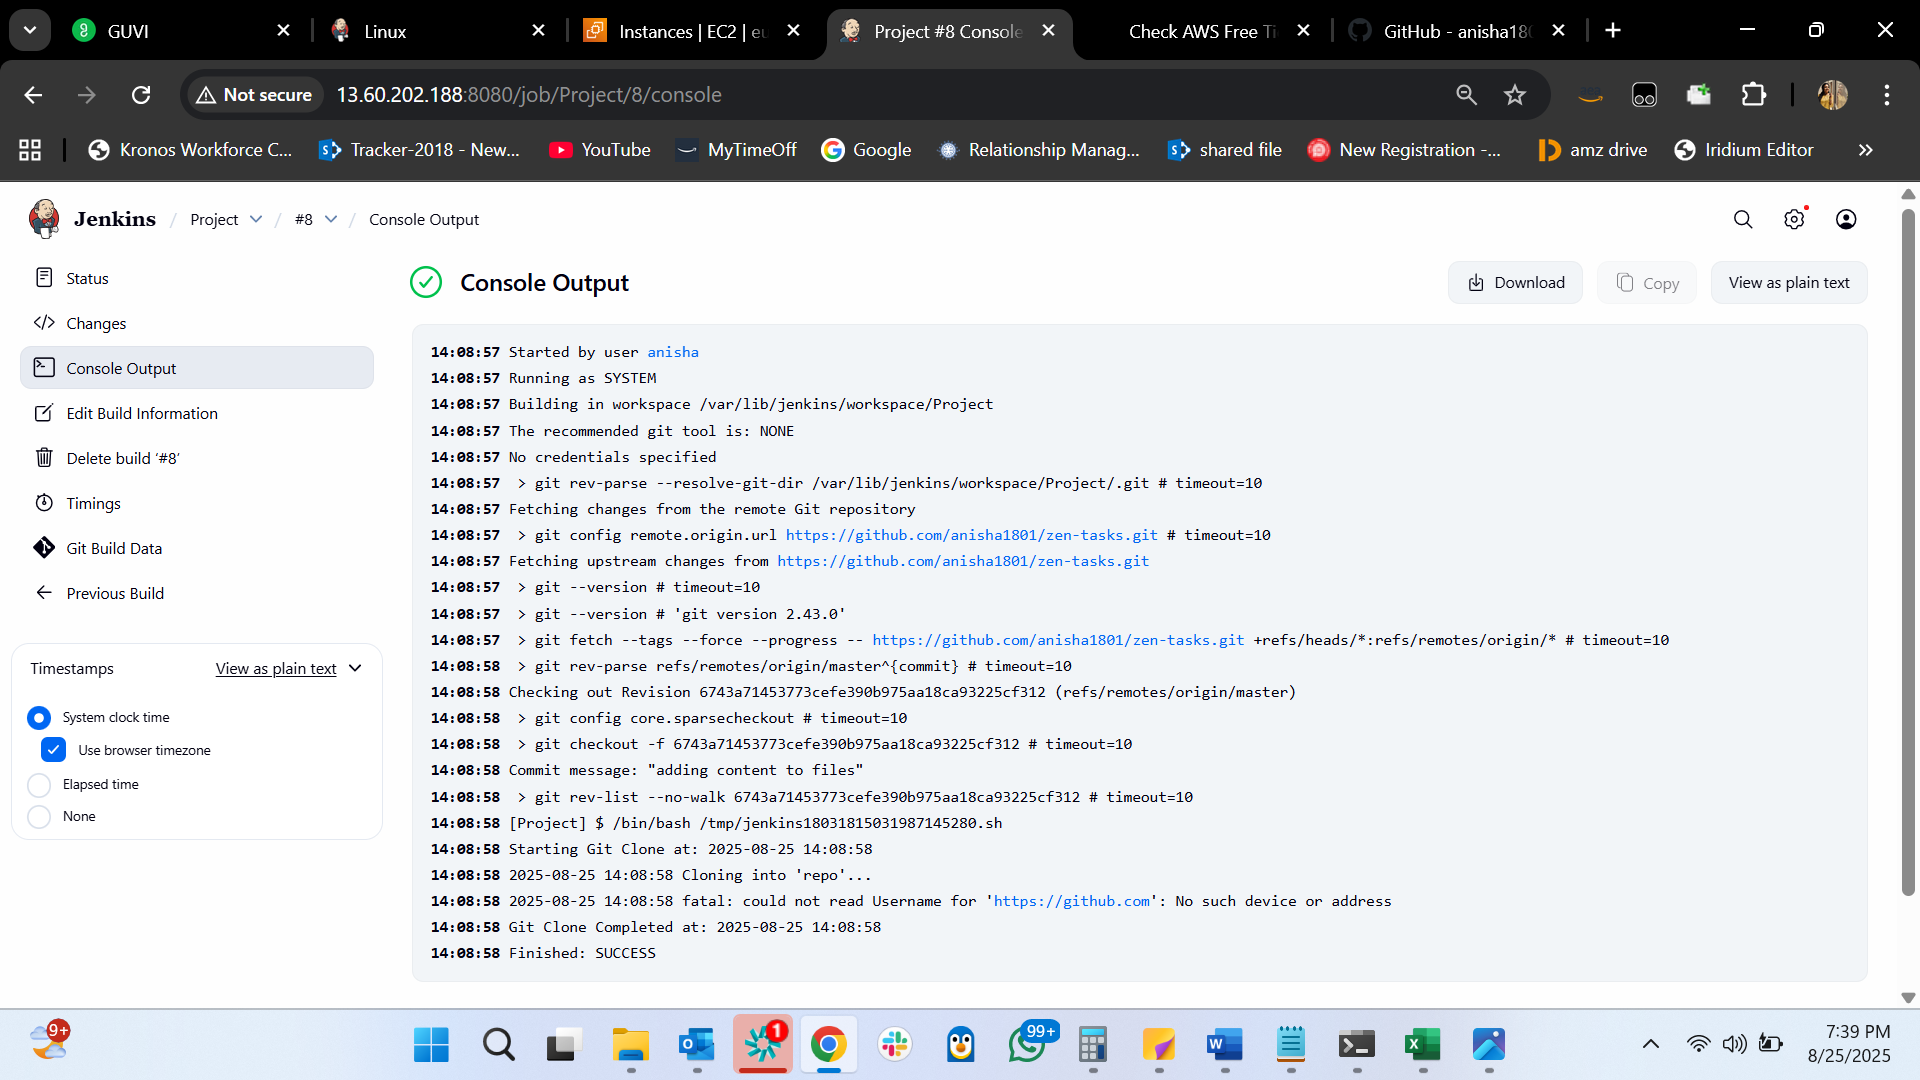 GUVI
Linux
Instances | EC2 | eu
Project #8 Console
Check AWS Free Ti
GitHub - anisha180
Not secure
13.60.202.188:8080/job/Project/8/console
Kronos Workforce C...
Tracker-2018 - New...
YouTube
MyTimeOff
Google
Relationship Manag...
shared file
New Registration -...
amz drive
Iridium Editor
Jenkins / Project / #8 / Console Output
Status
Changes
Console Output
Edit Build Information
Delete build ‘#8’
Timings
Git Build Data
Previous Build
Timestamps
View as plain text
System clock time
Use browser timezone
Elapsed time
None
Console Output
Download
Copy
View as plain text
14:08:57 Started by user anisha
14:08:57 Running as SYSTEM
14:08:57 Building in workspace /var/lib/jenkins/workspace/Project
14:08:57 The recommended git tool is: NONE
14:08:57 No credentials specified
14:08:57  > git rev-parse --resolve-git-dir /var/lib/jenkins/workspace/Project/.git # timeout=10
14:08:57 Fetching changes from the remote Git repository
14:08:57  > git config remote.origin.url https://github.com/anisha1801/zen-tasks.git # timeout=10
14:08:57 Fetching upstream changes from https://github.com/anisha1801/zen-tasks.git
14:08:57  > git --version # timeout=10
14:08:57  > git --version # 'git version 2.43.0'
14:08:57  > git fetch --tags --force --progress -- https://github.com/anisha1801/zen-tasks.git +refs/heads/*:refs/remotes/origin/* # timeout=10
14:08:58  > git rev-parse refs/remotes/origin/master^{commit} # timeout=10
14:08:58 Checking out Revision 6743a71453773cefe390b975aa18ca93225cf312 (refs/remotes/origin/master)
14:08:58  > git config core.sparsecheckout # timeout=10
14:08:58  > git checkout -f 6743a71453773cefe390b975aa18ca93225cf312 # timeout=10
14:08:58 Commit message: "adding content to files"
14:08:58  > git rev-list --no-walk 6743a71453773cefe390b975aa18ca93225cf312 # timeout=10
14:08:58 [Project] $ /bin/bash /tmp/jenkins18031815031987145280.sh
14:08:58 Starting Git Clone at: 2025-08-25 14:08:58
14:08:58 2025-08-25 14:08:58 Cloning into 'repo'...
14:08:58 2025-08-25 14:08:58 fatal: could not read Username for 'https://github.com': No such device or address
14:08:58 Git Clone Completed at: 2025-08-25 14:08:58
14:08:58 Finished: SUCCESS
9+
1
99+
7:39 PM
8/25/2025